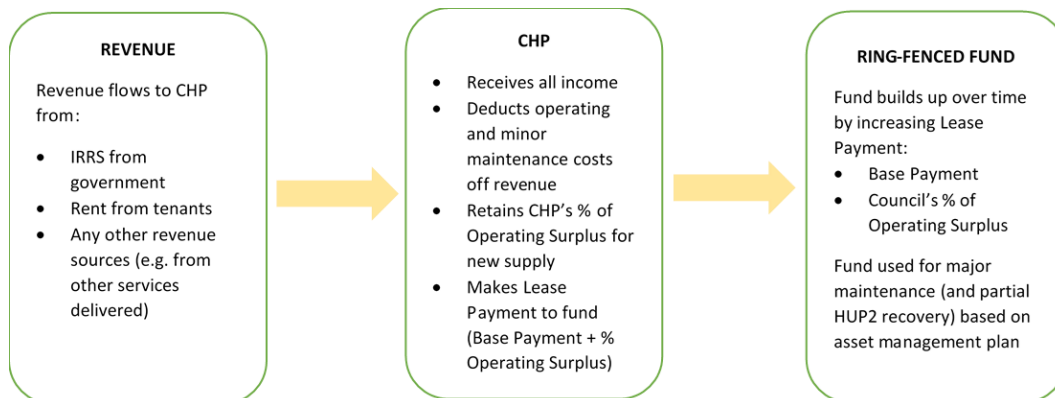 REVENUE
Revenue flows to CHP
from:
• IRRS from
government
• Rent from tenants
• Any other revenue
sources (e.g. from
other services
delivered)
CHP
• Receives all income
• Deducts operating
and minor
maintenance costs
off revenue
• Retains CHP’s % of
Operating Surplus for
new supply
• Makes Lease
Payment to fund
(Base Payment + %
Operating Surplus)
RING-FENCED FUND
Fund builds up over time
by increasing Lease
Payment:
• Base Payment
• Council’s % of
Operating Surplus
Fund used for major
maintenance (and partial
HUP2 recovery) based on
asset management plan